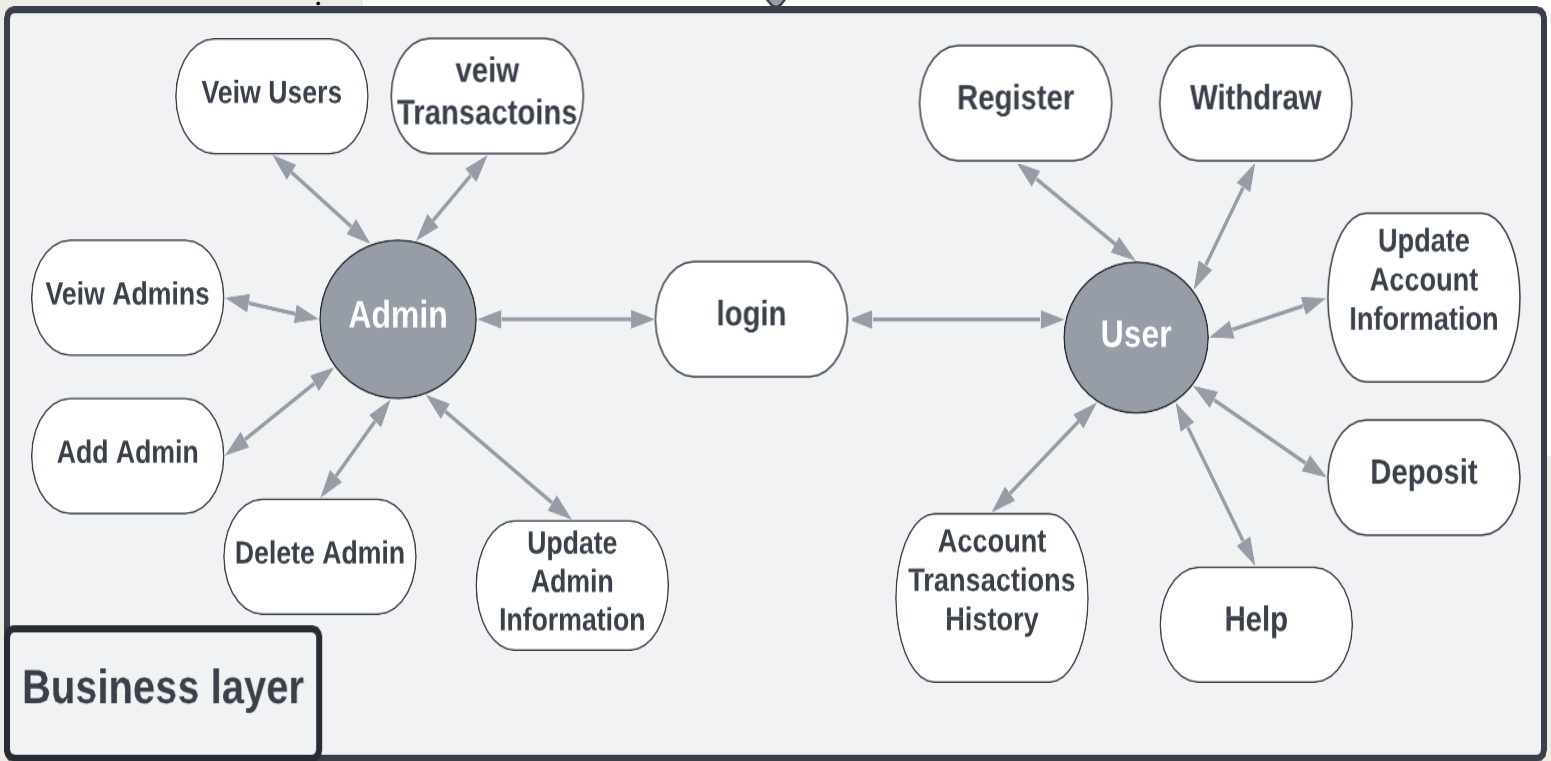 Veiw Users
veiw
Transactoins
Register
Withdraw
Veiw Admins
Admin
login
User
Update
Account
Information
Add Admin
Deposit
Delete Admin
Update
Admin
Information
Account
Transactions
History
Help
Business layer